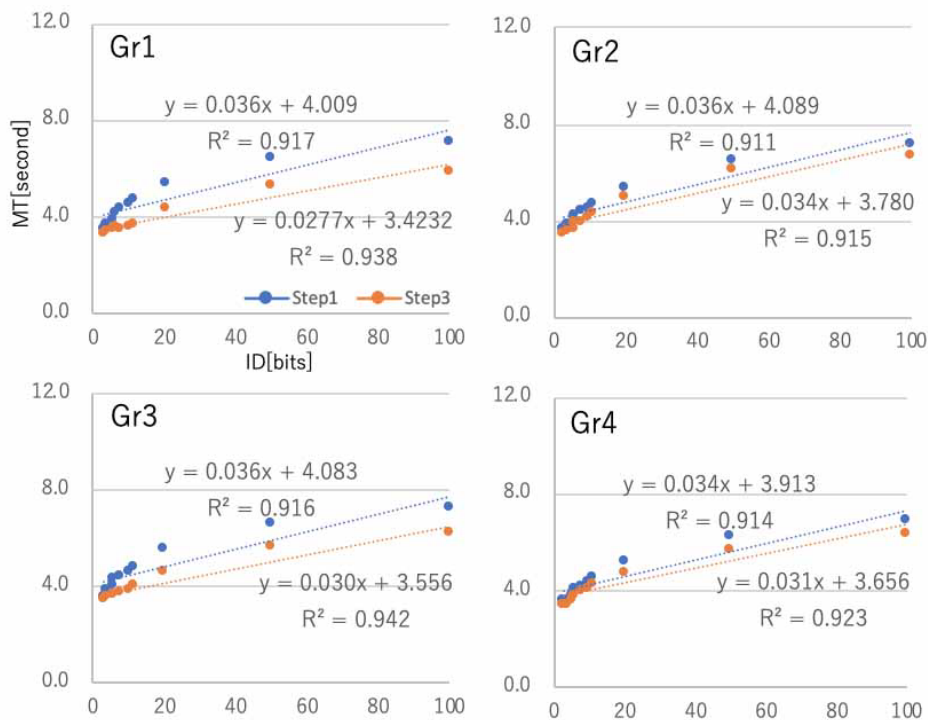 12.0
Gr1
y = 0.036x + 4.009
8.0
R² = 0.917
MT[second]
4.0
y = 0.0277x + 3.4232
R² = 0.938
Step1 Step3
0.0
0 20 40 60 80 100
ID[bits]
12.0
Gr2
y = 0.036x + 4.089
8.0
R² = 0.911
y = 0.034x + 3.780
4.0
R² = 0.915
0.0
0 20 40 60 80 100
12.0
Gr3
y = 0.036x + 4.083
8.0
R² = 0.916
4.0
y = 0.030x + 3.556
R² = 0.942
0.0
0 20 40 60 80 100
12.0
Gr4
y = 0.034x + 3.913
8.0
R² = 0.914
4.0
y = 0.031x + 3.656
R² = 0.923
0.0
0 20 40 60 80 100